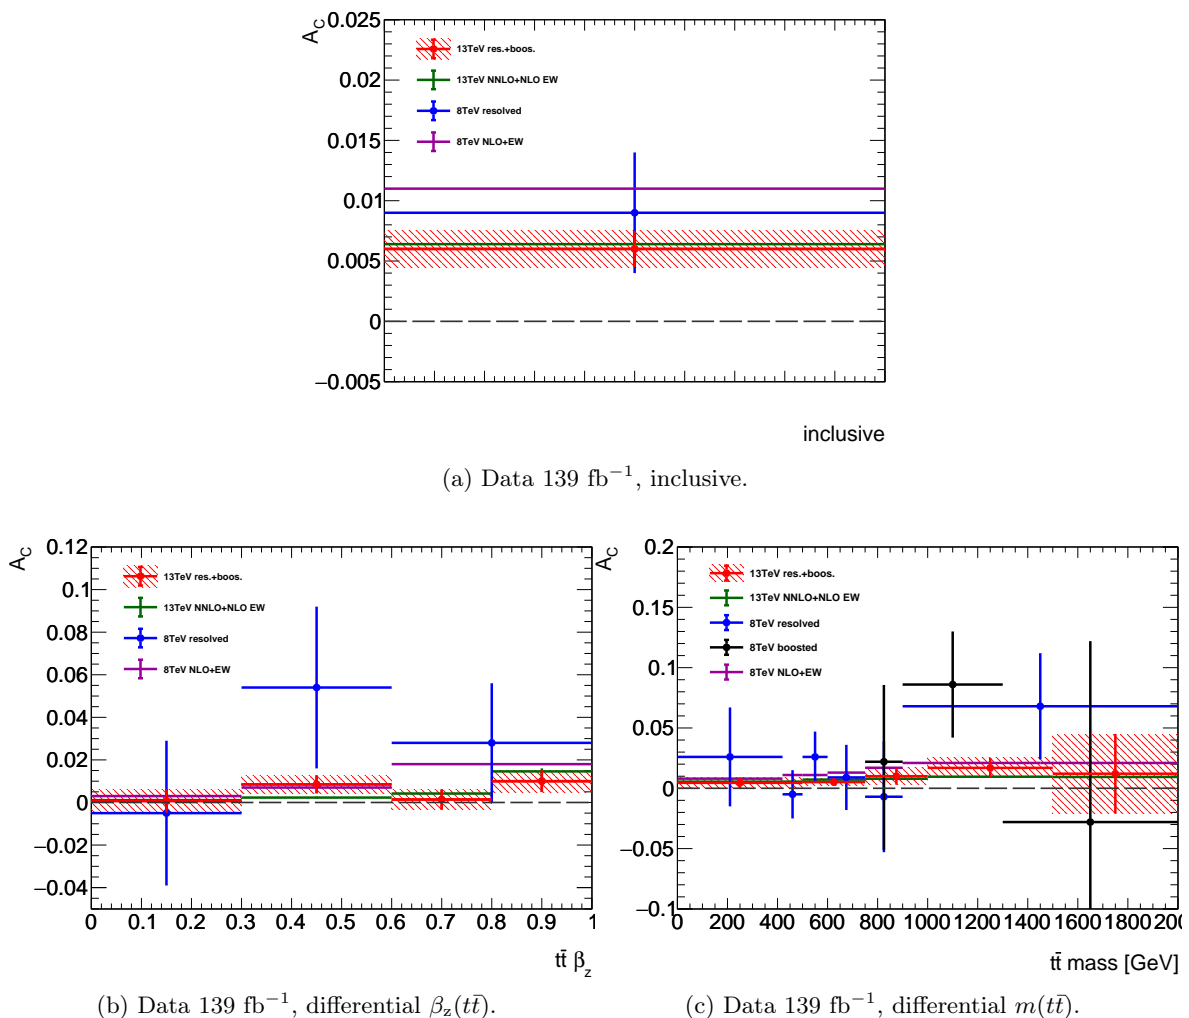 A_C
0.025
0.02
0.015
0.01
0.005
0
−0.005
13TeV res.+boos.
13TeV NNLO+NLO EW
8TeV resolved
8TeV NLO+EW
inclusive
(a) Data 139 fb⁻¹, inclusive.
A_C
0.12
0.1
0.08
0.06
0.04
0.02
0
−0.02
−0.04
13TeV res.+boos.
13TeV NNLO+NLO EW
8TeV resolved
8TeV NLO+EW
0 0.1 0.2 0.3 0.4 0.5 0.6 0.7 0.8 0.9 1
tt̄ β_z
(b) Data 139 fb⁻¹, differential β_z(tt̄).
A_C
0.2
0.15
0.1
0.05
0
−0.05
−0.1
13TeV res.+boos.
13TeV NNLO+NLO EW
8TeV resolved
8TeV boosted
8TeV NLO+EW
0 200 400 600 800 1000 1200 1400 1600 1800 200
tt̄ mass [GeV]
(c) Data 139 fb⁻¹, differential m(tt̄).